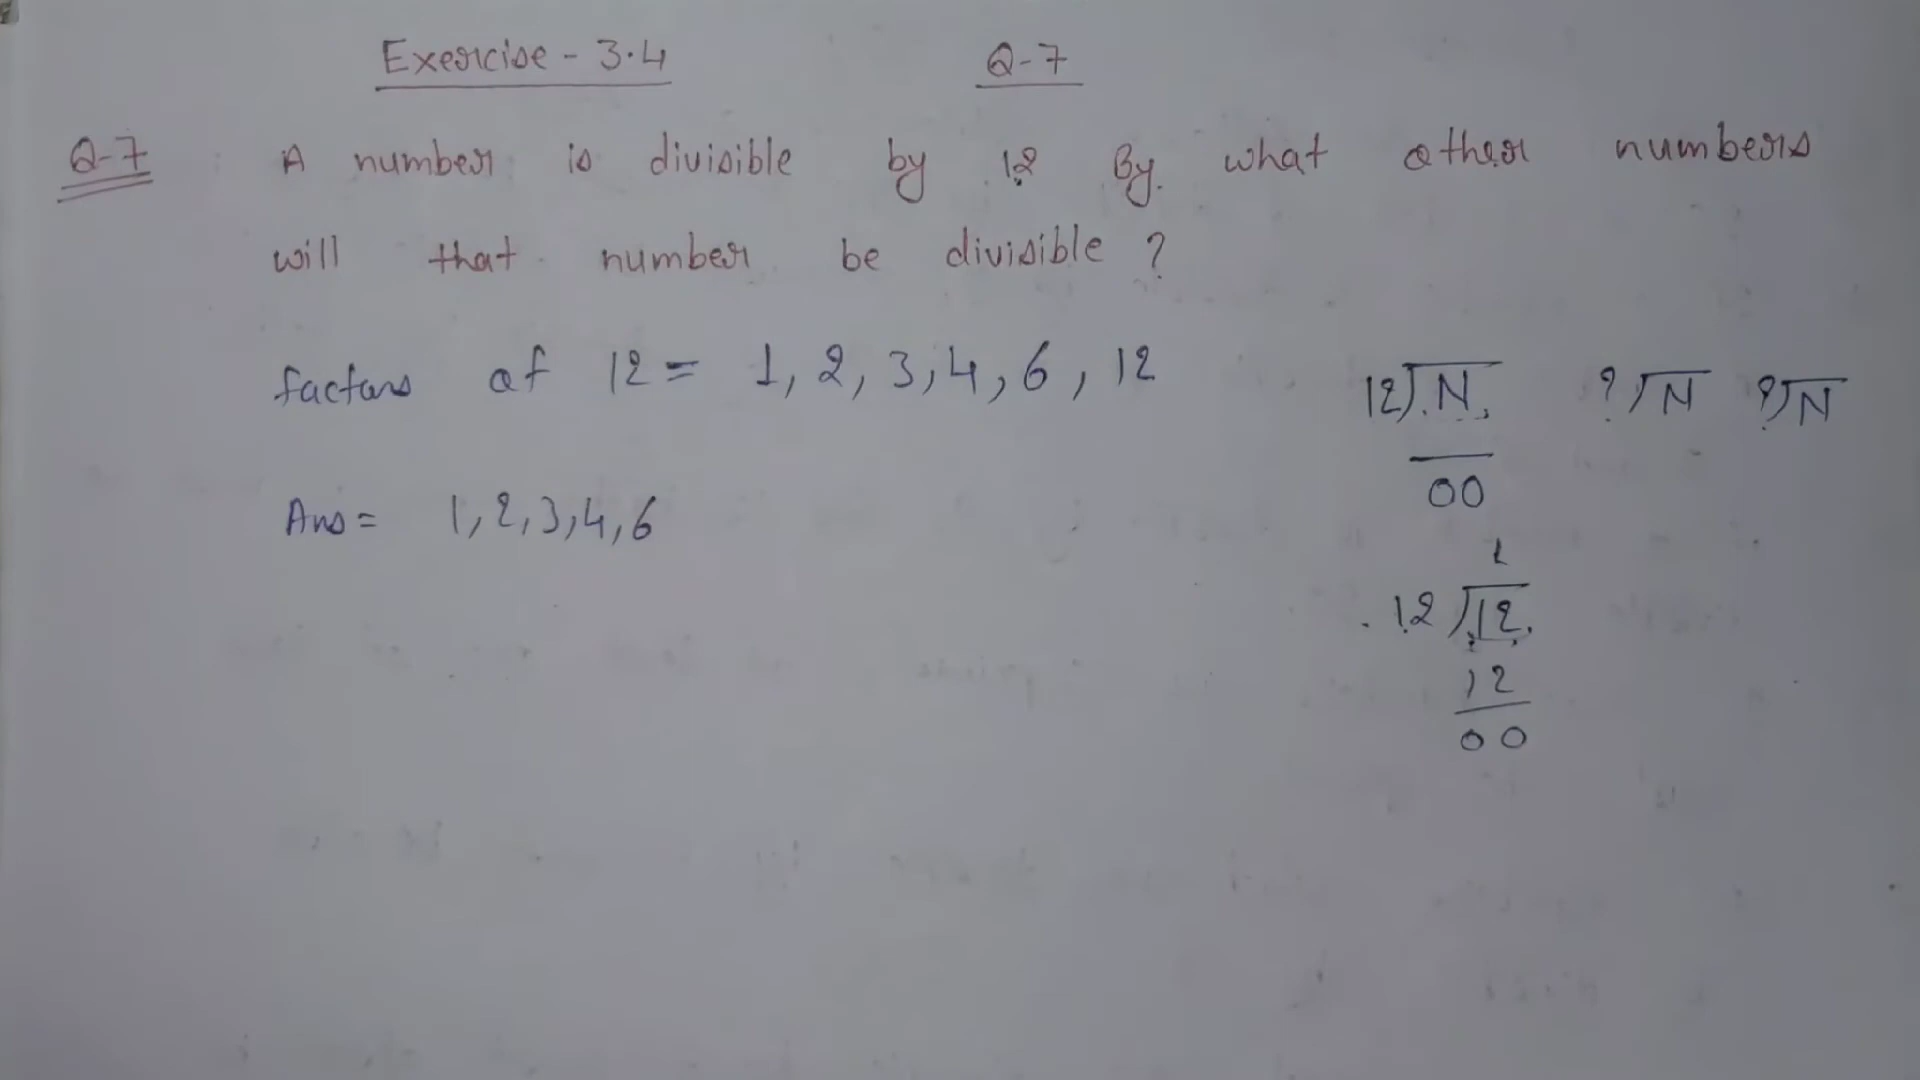 Exercise - 3.4 Q-7
Q-7 A number is divisible by 12 By what other numbers
will that number be divisible ?
factors of 12 = 1, 2, 3, 4, 6, 12
12)N ?)N ?)N
00
Ans = 1, 2, 3, 4, 6
1
12)12
12
00